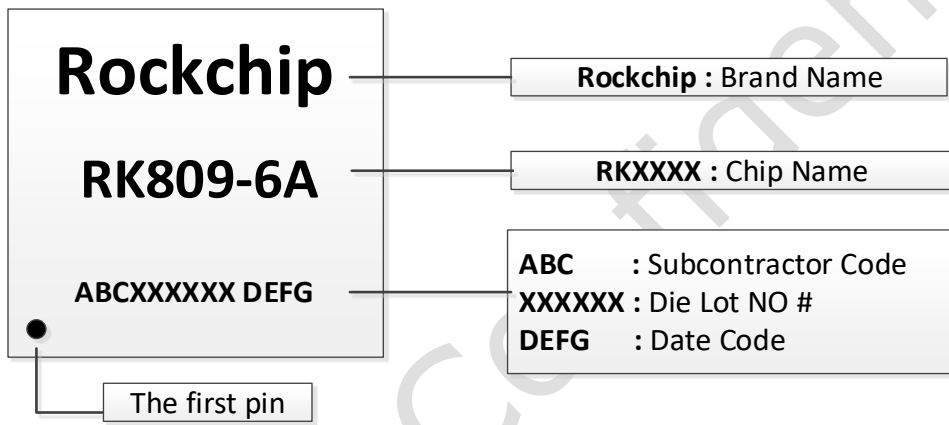 Rockchip
Rockchip : Brand Name
RK809-6A
RKXXXX : Chip Name
ABCXXXXXX DEFG
ABC : Subcontractor Code
XXXXXX : Die Lot NO #
DEFG : Date Code
The first pin